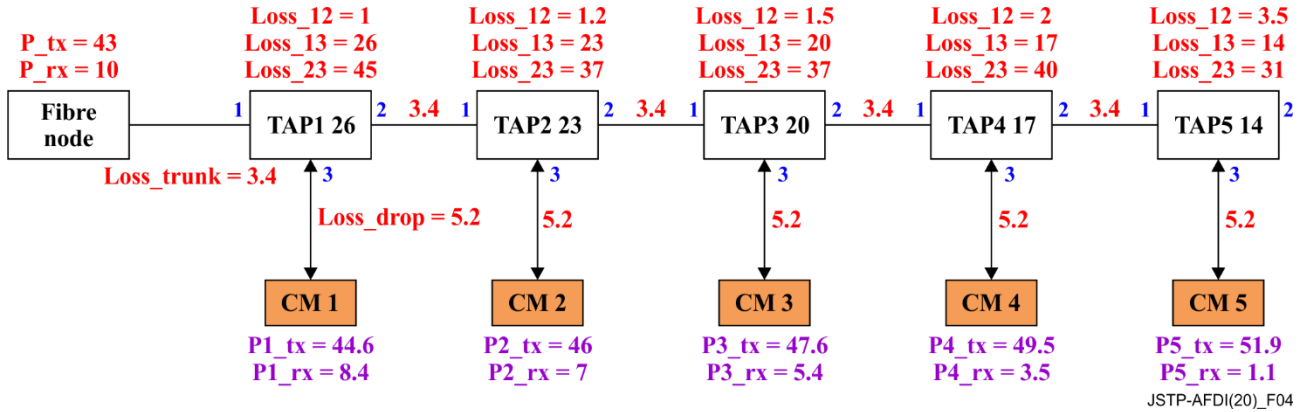 P_tx = 43
P_rx = 10
Loss_12 = 1
Loss_13 = 26
Loss_23 = 45
Loss_12 = 1.2
Loss_13 = 23
Loss_23 = 37
Loss_12 = 1.5
Loss_13 = 20
Loss_23 = 37
Loss_12 = 2
Loss_13 = 17
Loss_23 = 40
Loss_12 = 3.5
Loss_13 = 14
Loss_23 = 31
Fibre
node
1
TAP1 26
2
3.4
1
TAP2 23
2
3.4
1
TAP3 20
2
3.4
1
TAP4 17
2
3.4
1
TAP5 14
2
Loss_trunk = 3.4
3
3
3
3
3
Loss_drop = 5.2
5.2
5.2
5.2
5.2
CM 1
CM 2
CM 3
CM 4
CM 5
P1_tx = 44.6
P1_rx = 8.4
P2_tx = 46
P2_rx = 7
P3_tx = 47.6
P3_rx = 5.4
P4_tx = 49.5
P4_rx = 3.5
P5_tx = 51.9
P5_rx = 1.1
JSTP-AFDI(20)_F04